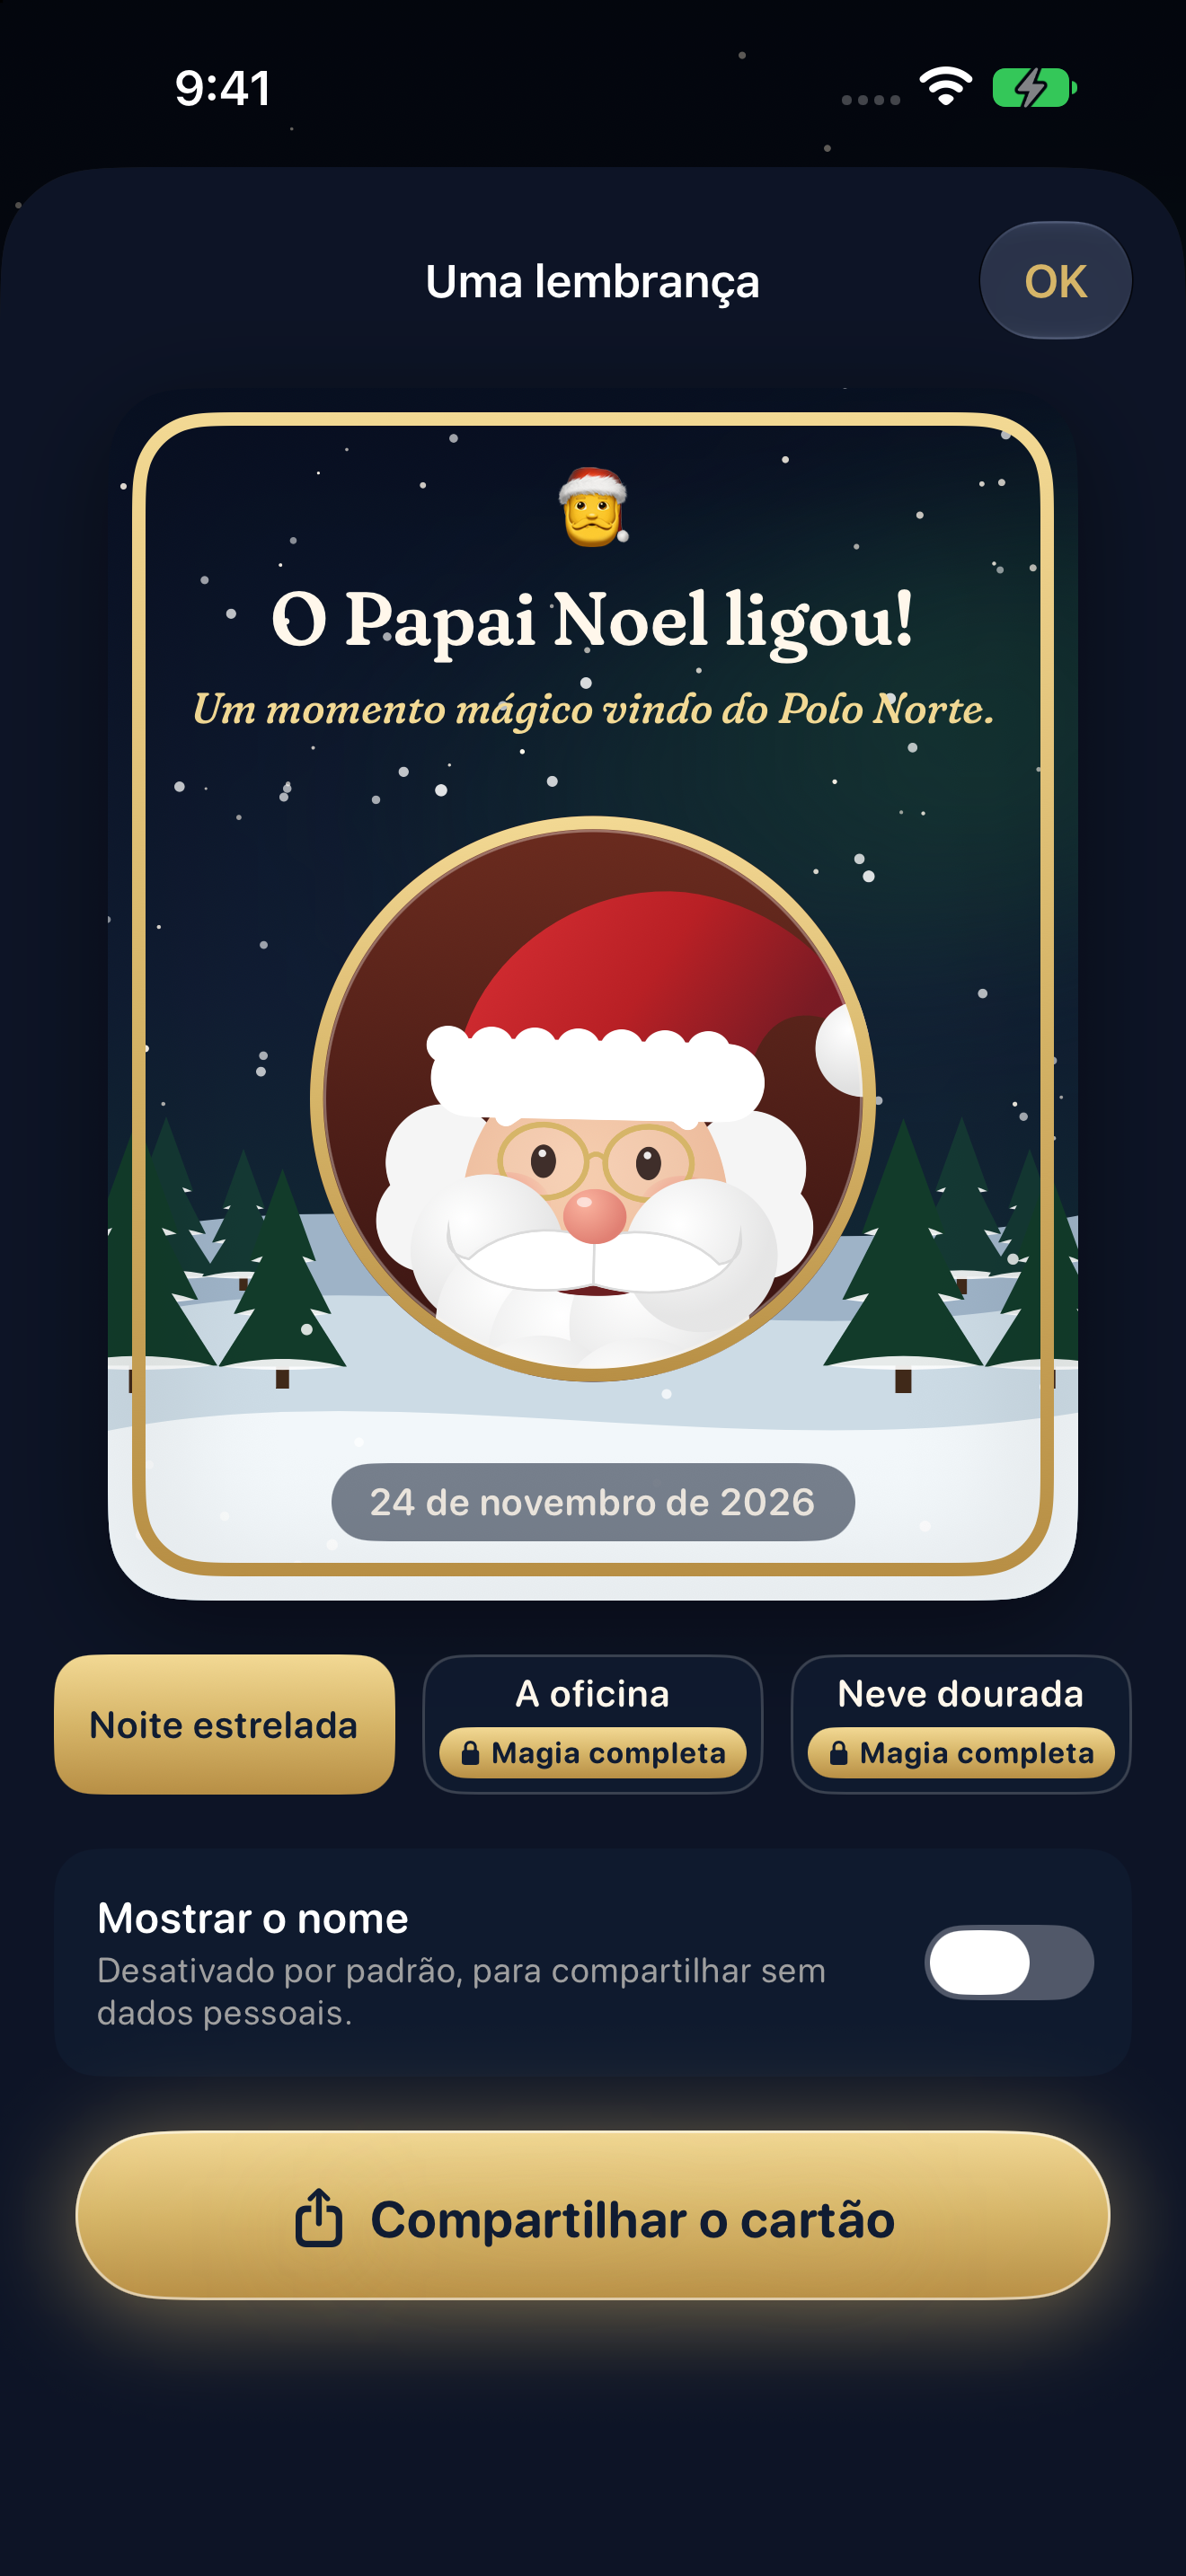 9:41
Uma lembrança
OK
O Papai Noel ligou!
Um momento mágico vindo do Polo Norte.
24 de novembro de 2026
Noite estrelada
A oficina
Magia completa
Neve dourada
Magia completa
Mostrar o nome
Desativado por padrão, para compartilhar sem
dados pessoais.
Compartilhar o cartão